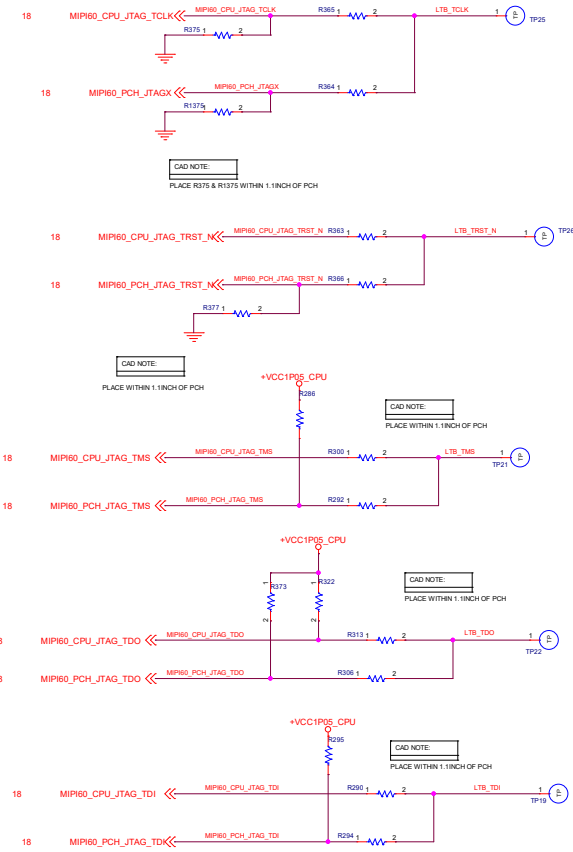 18 MIPI60_CPU_JTAG_TCLK MIPI60_CPU_JTAG_TCLK R365 1 2 LTB_TCLK 1 TP TP25
R375 1 2
18 MIPI60_PCH_JTAGX MIPI60_PCH_JTAGX R364 1 2
R1375 1 2
CAD NOTE:
PLACE R375 & R1375 WITHIN 1.1INCH OF PCH
18 MIPI60_CPU_JTAG_TRST_N MIPI60_CPU_JTAG_TRST_N R363 1 2 LTB_TRST_N 1 TP TP26
18 MIPI60_PCH_JTAG_TRST_N MIPI60_PCH_JTAG_TRST_N R366 1 2
R377 1 2
CAD NOTE:
PLACE WITHIN 1.1INCH OF PCH
+VCC1P05_CPU
R286
CAD NOTE:
PLACE WITHIN 1.1INCH OF PCH
18 MIPI60_CPU_JTAG_TMS MIPI60_CPU_JTAG_TMS R300 1 2 LTB_TMS 1 TP
TP21
18 MIPI60_PCH_JTAG_TMS MIPI60_PCH_JTAG_TMS R292 1 2
+VCC1P05_CPU
1 R373 1 R322
2 2
CAD NOTE:
PLACE WITHIN 1.1INCH OF PCH
MIPI60_CPU_JTAG_TDO MIPI60_CPU_JTAG_TDO R313 1 2 LTB_TDO 1 TP
TP22
MIPI60_PCH_JTAG_TDO MIPI60_PCH_JTAG_TDO R306 1 2
+VCC1P05_CPU
R295
CAD NOTE:
PLACE WITHIN 1.1INCH OF PCH
18 MIPI60_CPU_JTAG_TDI MIPI60_CPU_JTAG_TDI R290 1 2 LTB_TDI 1 TP
TP19
18 MIPI60_PCH_JTAG_TDI MIPI60_PCH_JTAG_TDI R294 1 2